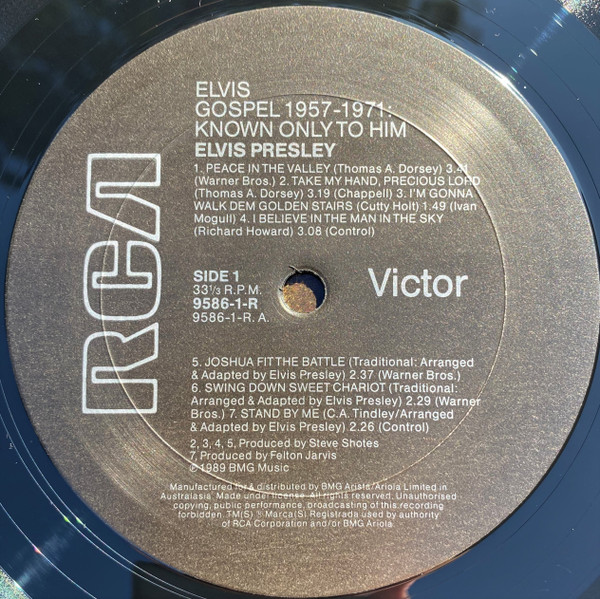 ELVIS
GOSPEL 1957-1971:
KNOWN ONLY TO HIM
ELVIS PRESLEY
1. PEACE IN THE VALLEY (Thomas A. Dorsey) 3.41
(Warner Bros.) 2. TAKE MY HAND, PRECIOUS LORD
(Thomas A. Dorsey) 3.19 (Chappell) 3. I'M GONNA
WALK DEM GOLDEN STAIRS (Cutty Holt) 1.49 (Ivan
Mogull) 4. I BELIEVE IN THE MAN IN THE SKY
(Richard Howard) 3.08 (Control)
RCA
SIDE 1
33⅓ R.P.M.
9586-1-R
9586-1-R. A.
Victor
5. JOSHUA FIT THE BATTLE (Traditional: Arranged
& Adapted by Elvis Presley) 2.37 (Warner Bros.)
6. SWING DOWN SWEET CHARIOT (Traditional:
Arranged & Adapted by Elvis Presley) 2.29 (Warner
Bros.) 7. STAND BY ME (C.A. Tindley/Arranged
& Adapted by Elvis Presley) 2.26 (Control)
2, 3, 4, 5, Produced by Steve Shotes
7, Produced by Felton Jarvis
©1989 BMG Music
Manufactured for & distributed by BMG Arista/Ariola Limited in
Australasia. Made under license. All rights reserved. Unauthorised
copying, public performance, broadcasting of this recording
forbidden. TM(S) ® Marca(S) Registrada used by authority
of RCA Corporation and/or BMG Ariola.